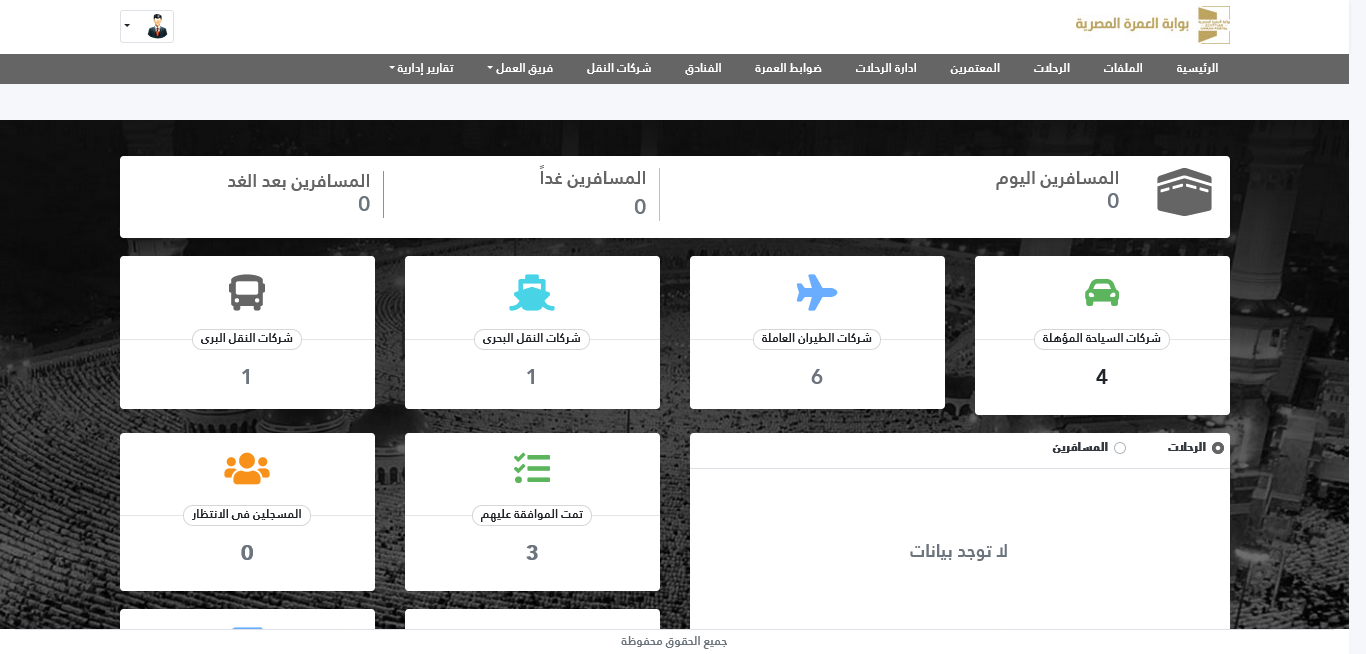 بوابة العمرة المصرية
الرئيسية
الملفات
الرحلات
المعتمرين
ادارة الرحلات
ضوابط العمرة
الفنادق
شركات النقل
فريق العمل
تقارير إدارية
المسافرين اليوم
0
المسافرين غداً
0
المسافرين بعد الغد
0
شركات السياحة المؤهلة
4
شركات الطيران العاملة
6
شركات النقل البحرى
1
شركات النقل البرى
1
الرحلات
المسافرين
لا توجد بيانات
تمت الموافقة عليهم
3
المسجلين فى الانتظار
0
جميع الحقوق محفوظة